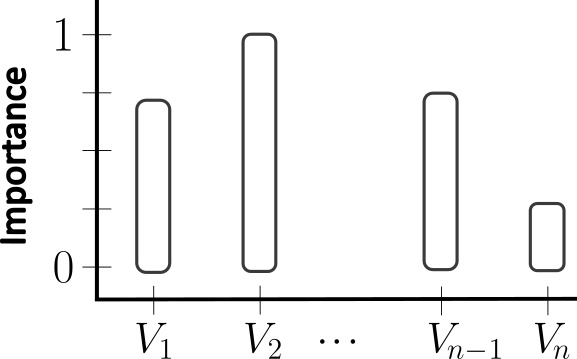 Importance
1
0
V₁ V₂ ⋯ Vₙ₋₁ Vₙ